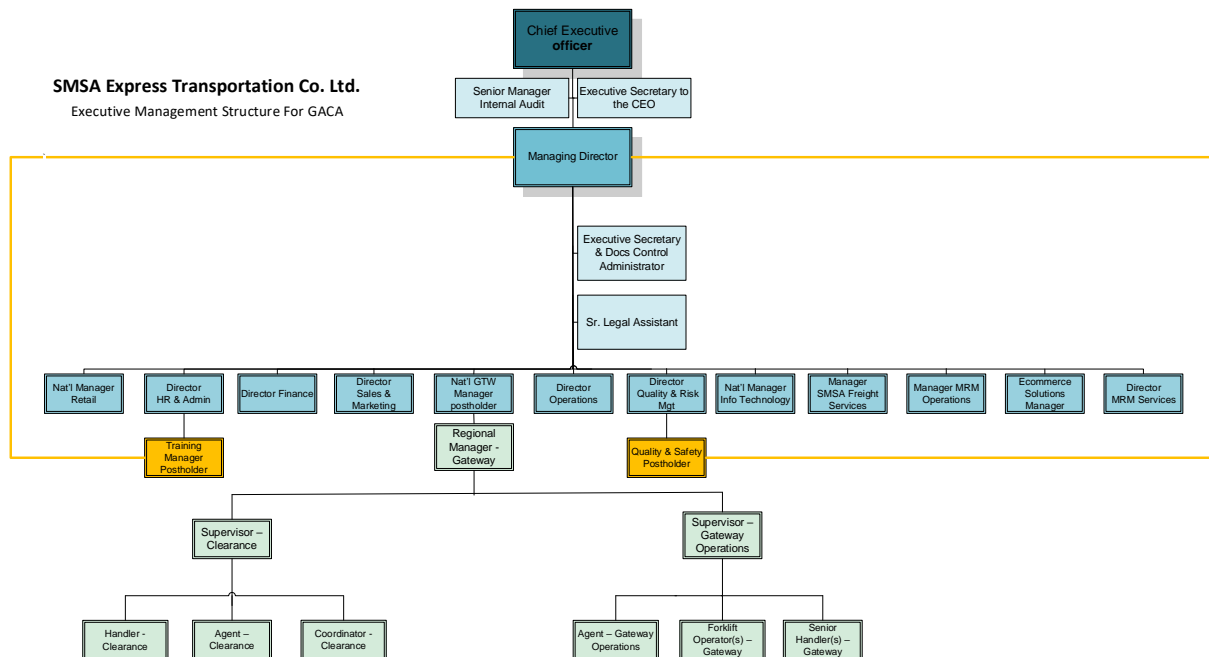 Chief Executive
officer
SMSA Express Transportation Co. Ltd.
Executive Management Structure For GACA
Senior Manager
Internal Audit
Executive Secretary to
the CEO
Managing Director
Executive Secretary
& Docs Control
Administrator
Sr. Legal Assistant
Nat'l Manager
Retail
Director
HR & Admin
Director Finance
Director
Sales &
Marketing
Nat'l GTW
Manager
postholder
Director
Operations
Director
Quality & Risk
Mgt
Nat'l Manager
Info Technology
Manager
SMSA Freight
Services
Manager MRM
Operations
Ecommerce
Solutions
Manager
Director
MRM Services
Training
Manager
Postholder
Regional
Manager -
Gateway
Quality & Safety
Postholder
Supervisor –
Clearance
Supervisor –
Gateway
Operations
Handler -
Clearance
Agent –
Clearance
Coordinator -
Clearance
Agent – Gateway
Operations
Forklift
Operator(s) –
Gateway
Senior
Handler(s) –
Gateway